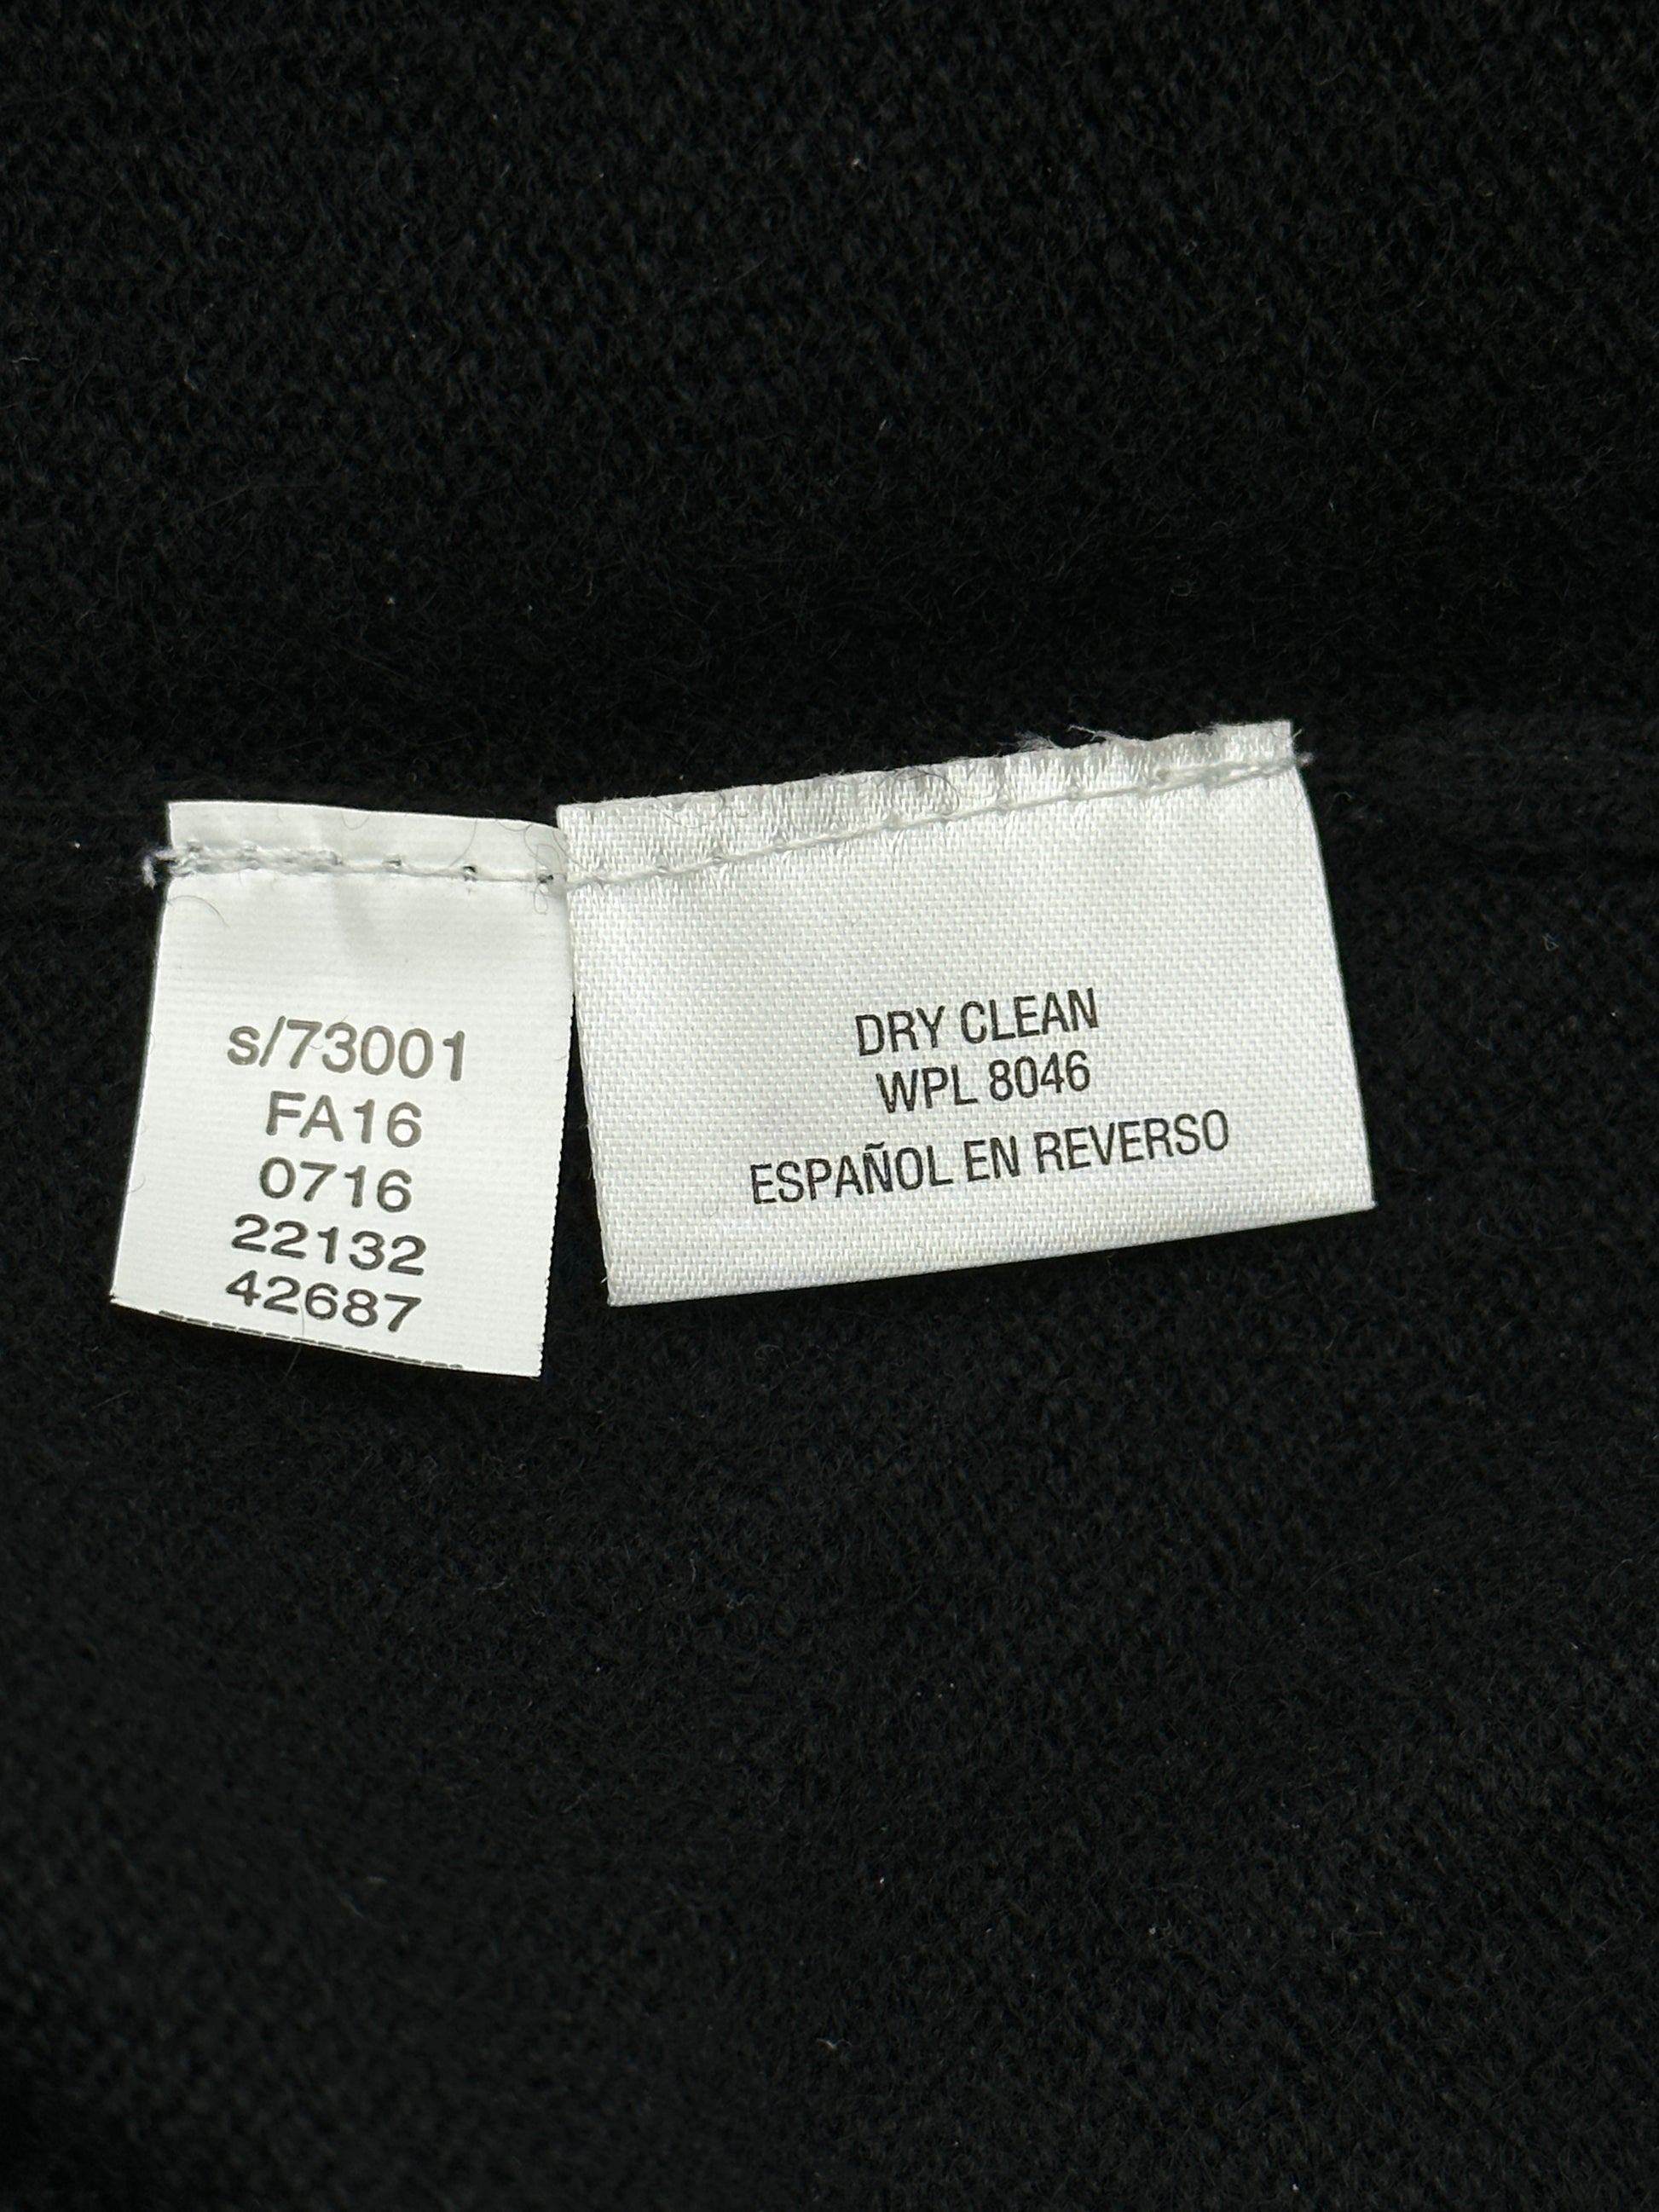 s/73001
FA16
0716
22132
42687
DRY CLEAN
WPL 8046
ESPAÑOL EN REVERSO